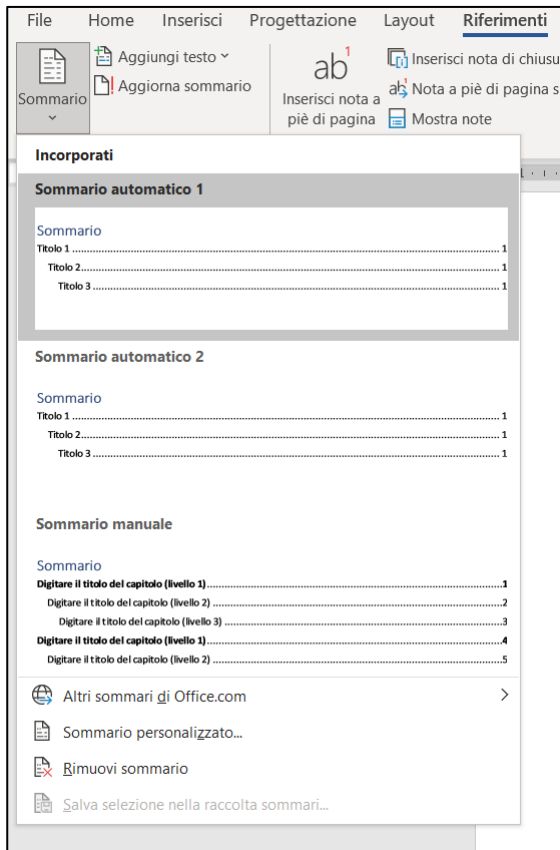 File Home Inserisci Progettazione Layout Riferimenti
Sommario
Aggiungi testo
Aggiorna sommario
ab1
Inserisci nota a
piè di pagina
Inserisci nota di chiusu
Nota a piè di pagina s
Mostra note
Incorporati
Sommario automatico 1
Sommario
Titolo 1 ........ 1
Titolo 2........ 1
Titolo 3 ........ 1
Sommario automatico 2
Sommario
Titolo 1 ........ 1
Titolo 2........ 1
Titolo 3 ........ 1
Sommario manuale
Sommario
Digitare il titolo del capitolo (livello 1)........1
Digitare il titolo del capitolo (livello 2) ........2
Digitare il titolo del capitolo (livello 3) ........3
Digitare il titolo del capitolo (livello 1)........4
Digitare il titolo del capitolo (livello 2) ........5
Altri sommari di Office.com
Sommario personalizzato...
Rimuovi sommario
Salva selezione nella raccolta sommari...